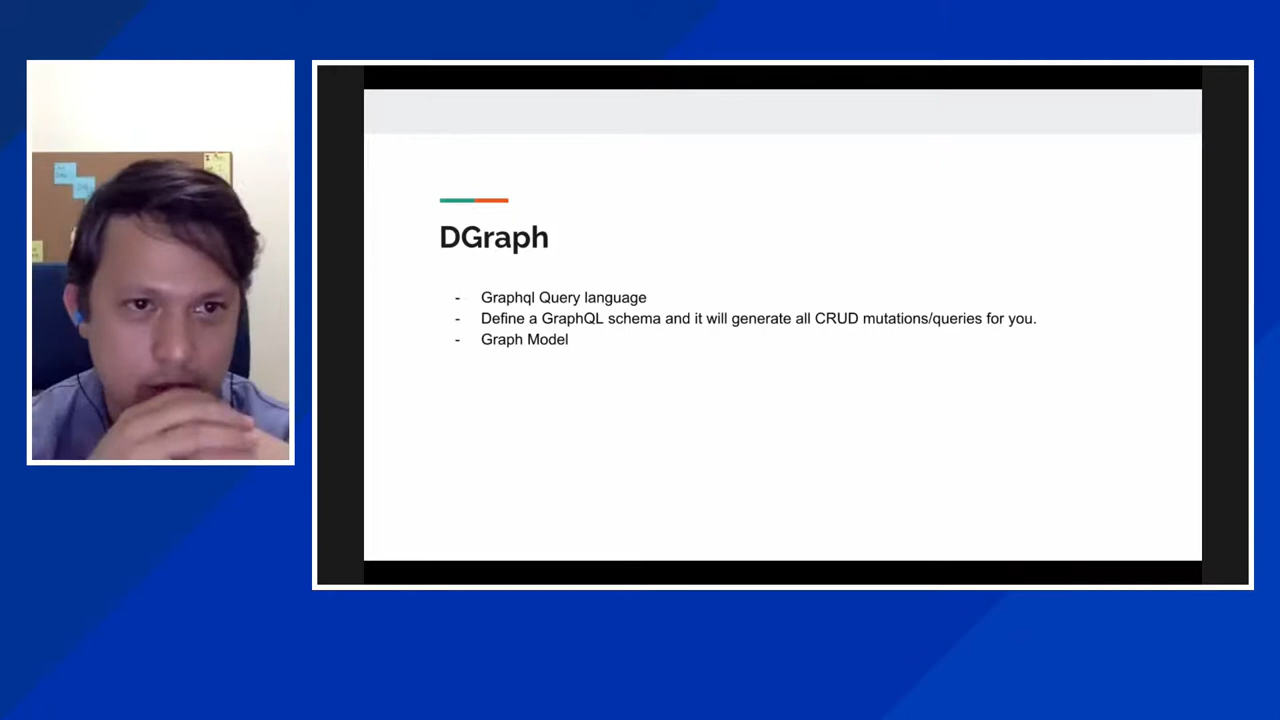 DGraph
- Graphql Query language
- Define a GraphQL schema and it will generate all CRUD mutations/queries for you.
- Graph Model